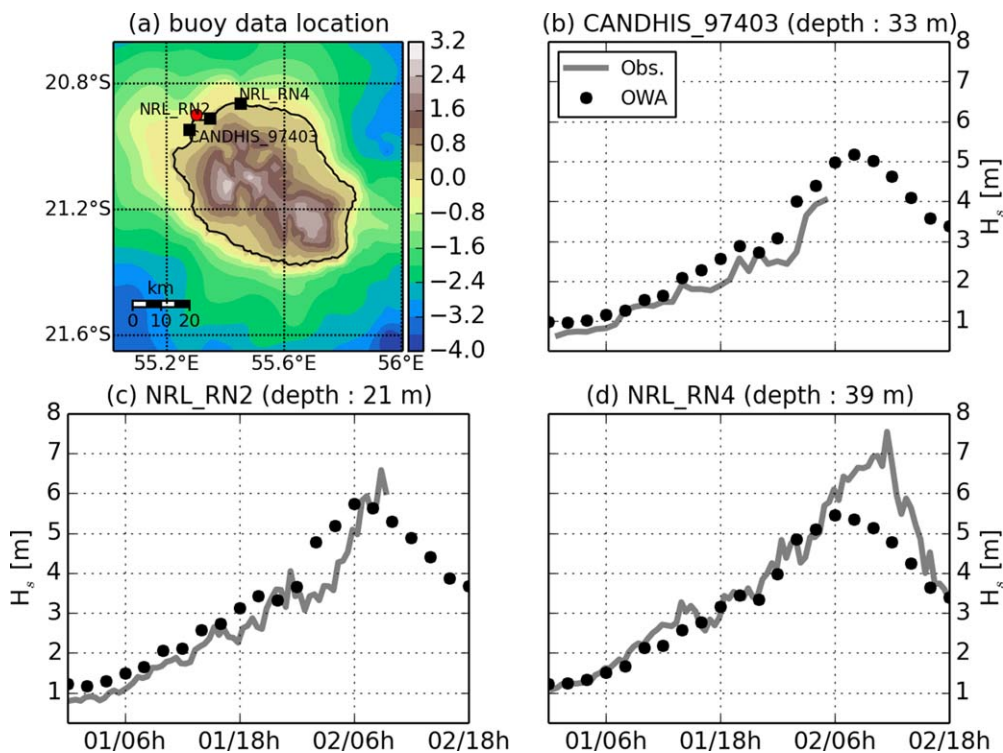 (a) buoy data location
20.8°S
21.2°S
21.6°S
55.2°E
55.6°E
56°E
NRL_RN4
NRL_RN2
CANDHIS_97403
km
0 10 20
3.2
2.4
1.6
0.8
0.0
−0.8
−1.6
−2.4
−3.2
−4.0
(b) CANDHIS_97403 (depth : 33 m)
Obs.
OWA
8
7
6
5
4
3
2
1
H_s [m]
(c) NRL_RN2 (depth : 21 m)
8
7
6
5
4
3
2
1
H_s [m]
01/06h
01/18h
02/06h
02/18h
(d) NRL_RN4 (depth : 39 m)
8
7
6
5
4
3
2
1
H_s [m]
01/06h
01/18h
02/06h
02/18h